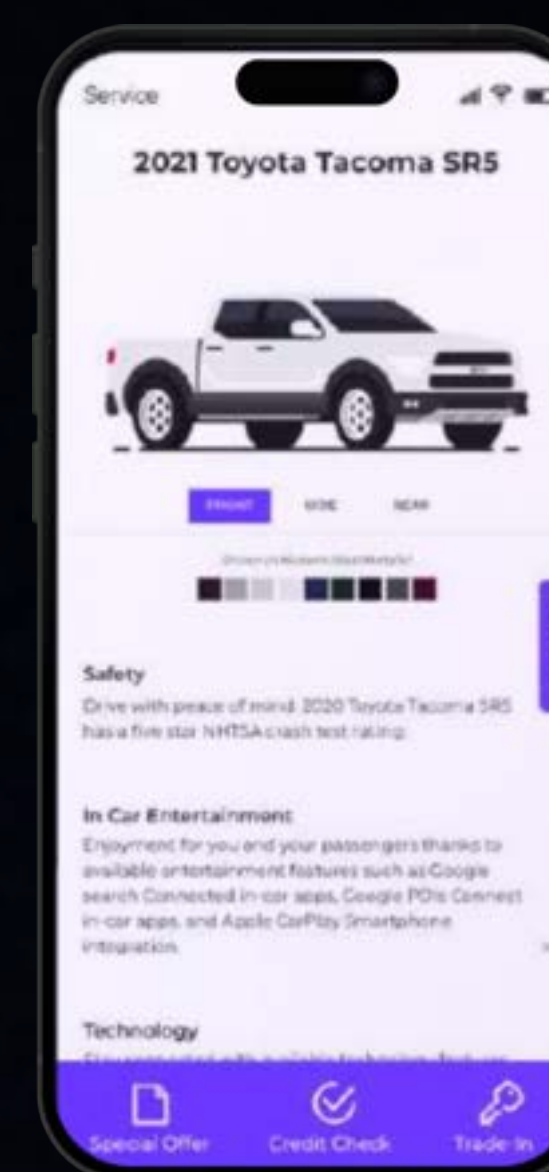 Service
2021 Toyota Tacoma SR5
FRONT SIDE REAR
Safety
Drive with peace of mind. 2020 Toyota Tacoma SR5
has a five star NHTSA crash test rating.
In Car Entertainment
Enjoyment for you and your passengers thanks to
available entertainment features such as Google
search Connected in-car apps, Google POIs Connect
in-car apps, and Apple CarPlay Smartphone
integration
Technology
Special Offer Credit Check Trade-In